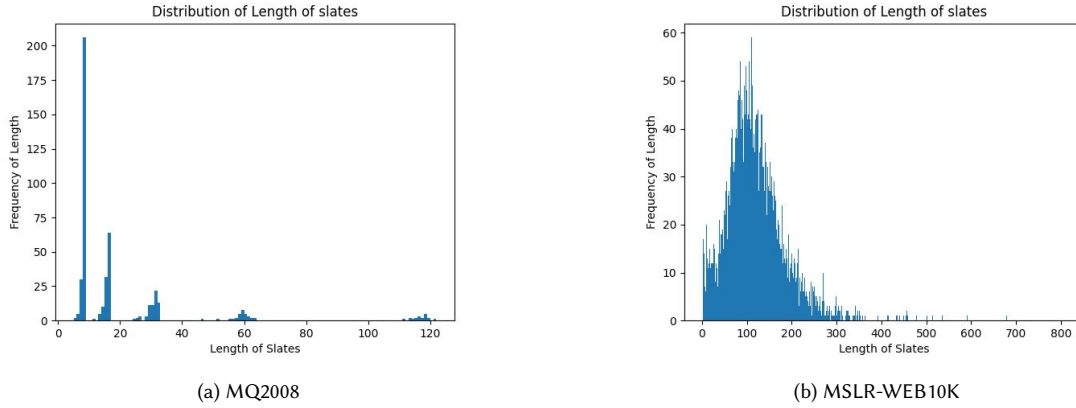 Distribution of Length of slates
Frequency of Length
200
175
150
125
100
75
50
25
0
0 20 40 60 80 100 120
Length of Slates
(a) MQ2008
Distribution of Length of slates
Frequency of Length
60
50
40
30
20
10
0
0 100 200 300 400 500 600 700 800
Length of Slates
(b) MSLR-WEB10K